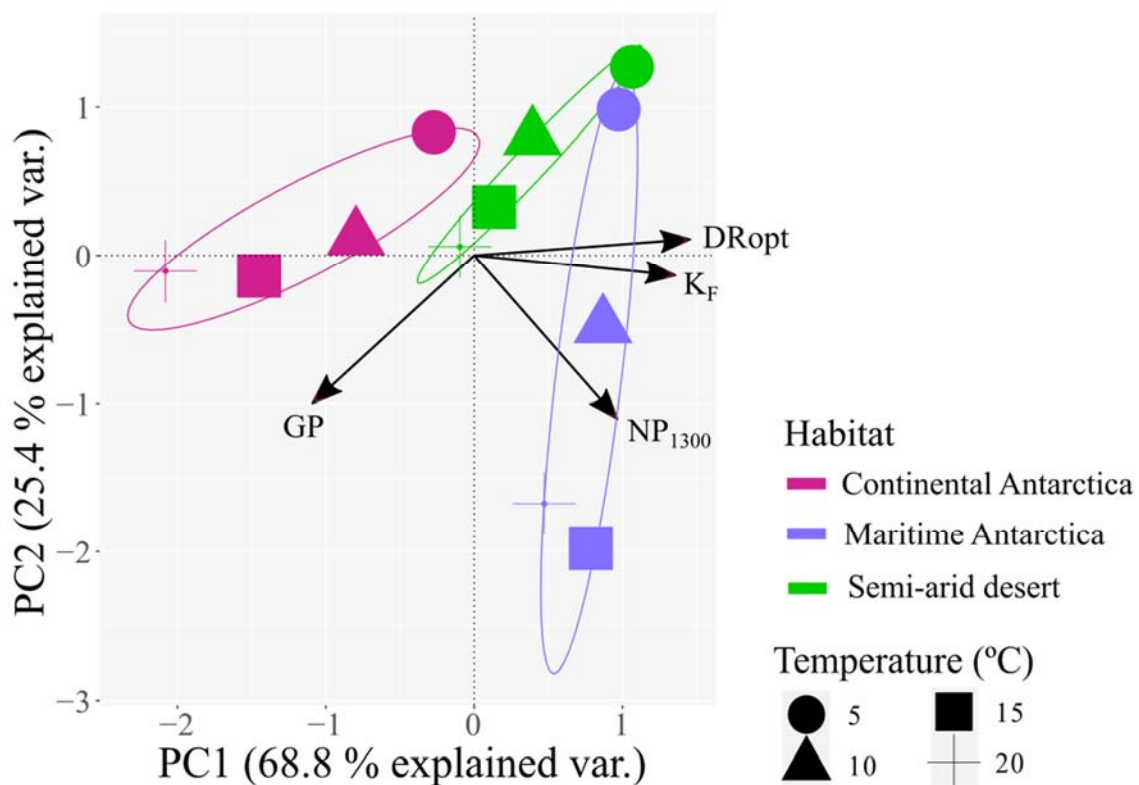 PC2 (25.4 % explained var.)
1
0
−1
−2
−3
DRopt
K_F
GP
NP_1300
−2
−1
0
1
PC1 (68.8 % explained var.)
Habitat
Continental Antarctica
Maritime Antarctica
Semi-arid desert
Temperature (ºC)
5 15
10 20